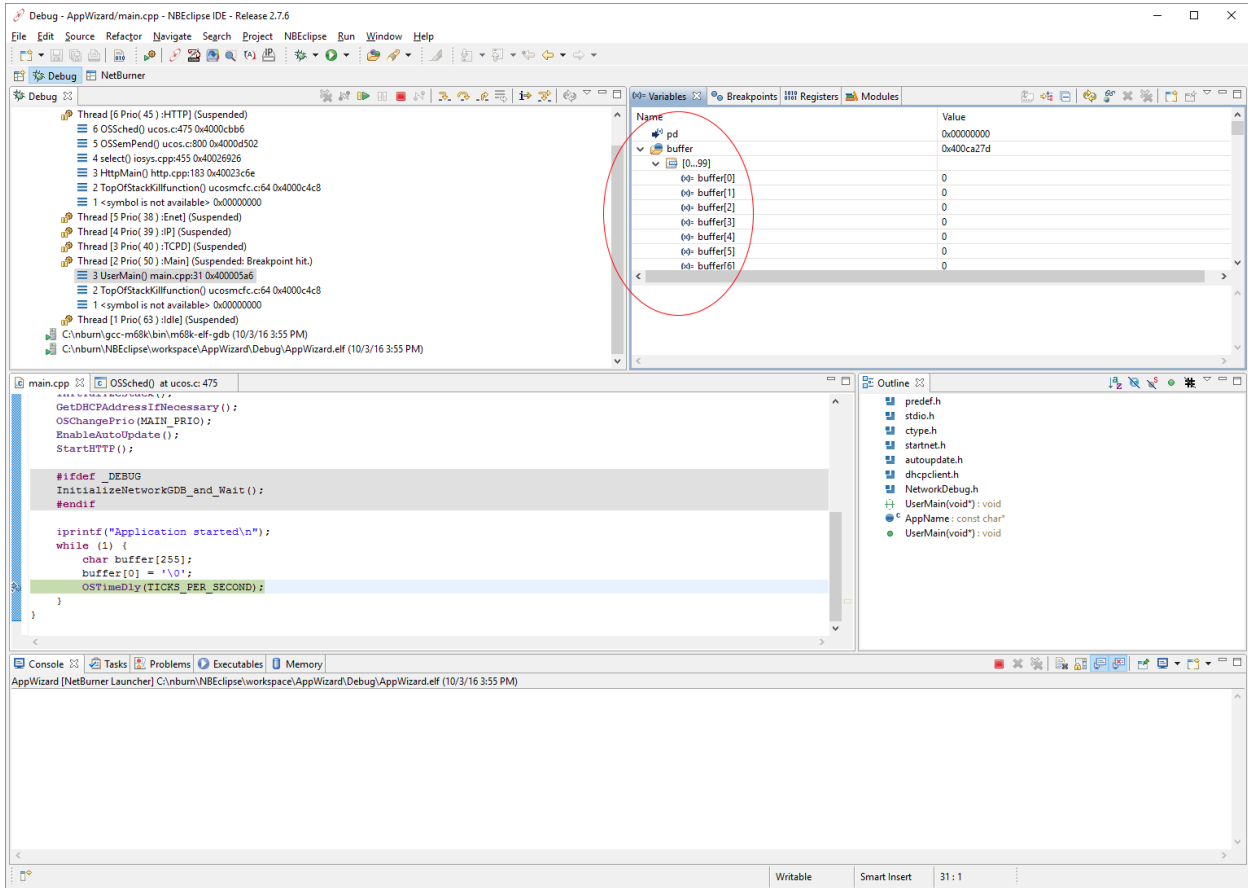 Debug - AppWizard/main.cpp - NBEclipse IDE - Release 2.7.6
File Edit Source Refactor Navigate Search Project NBEclipse Run Window Help
Debug NetBurner
Debug
Thread [6 Prio( 45 ) :HTTP] (Suspended)
6 OSSched() ucos.c:475 0x4000cbb6
5 OSSemPend() ucos.c:800 0x4000d502
4 select() iosys.cpp:455 0x40026926
3 HttpMain() http.cpp:183 0x40023c6e
2 TopOfStackKillfunction() ucosmcfc.c:64 0x4000c4c8
1 <symbol is not available> 0x00000000
Thread [5 Prio( 38 ) :Enet] (Suspended)
Thread [4 Prio( 39 ) :IP] (Suspended)
Thread [3 Prio( 40 ) :TCPD] (Suspended)
Thread [2 Prio( 50 ) :Main] (Suspended: Breakpoint hit.)
3 UserMain() main.cpp:31 0x400005a6
2 TopOfStackKillfunction() ucosmcfc.c:64 0x4000c4c8
1 <symbol is not available> 0x00000000
Thread [1 Prio( 63 ) :Idle] (Suspended)
C:\nburn\gcc-m68k\bin\m68k-elf-gdb (10/3/16 3:55 PM)
C:\nburn\NBEclipse\workspace\AppWizard\Debug\AppWizard.elf (10/3/16 3:55 PM)
(x)= Variables Breakpoints 1010 0101 Registers Modules
Name Value
pd 0x00000000
buffer 0x400ca27d
[0...99]
(x)= buffer[0] 0
(x)= buffer[1] 0
(x)= buffer[2] 0
(x)= buffer[3] 0
(x)= buffer[4] 0
(x)= buffer[5] 0
(x)= buffer[6] 0
main.cpp OSSched() at ucos.c: 475
InitializeStack();
GetDHCPAddressIfNecessary();
OSChangePrio(MAIN_PRIO);
EnableAutoUpdate();
StartHTTP();
#ifdef _DEBUG
InitializeNetworkGDB_and_Wait();
#endif
iprintf("Application started\n");
while (1) {
char buffer[255];
buffer[0] = '\0';
OSTimeDly(TICKS_PER_SECOND);
}
}
Outline
predef.h
stdio.h
ctype.h
startnet.h
autoupdate.h
dhcpclient.h
NetworkDebug.h
UserMain(void*) : void
AppName : const char*
UserMain(void*) : void
Console Tasks Problems Executables Memory
AppWizard [NetBurner Launcher] C:\nburn\NBEclipse\workspace\AppWizard\Debug\AppWizard.elf (10/3/16 3:55 PM)
Writable Smart Insert 31 : 1